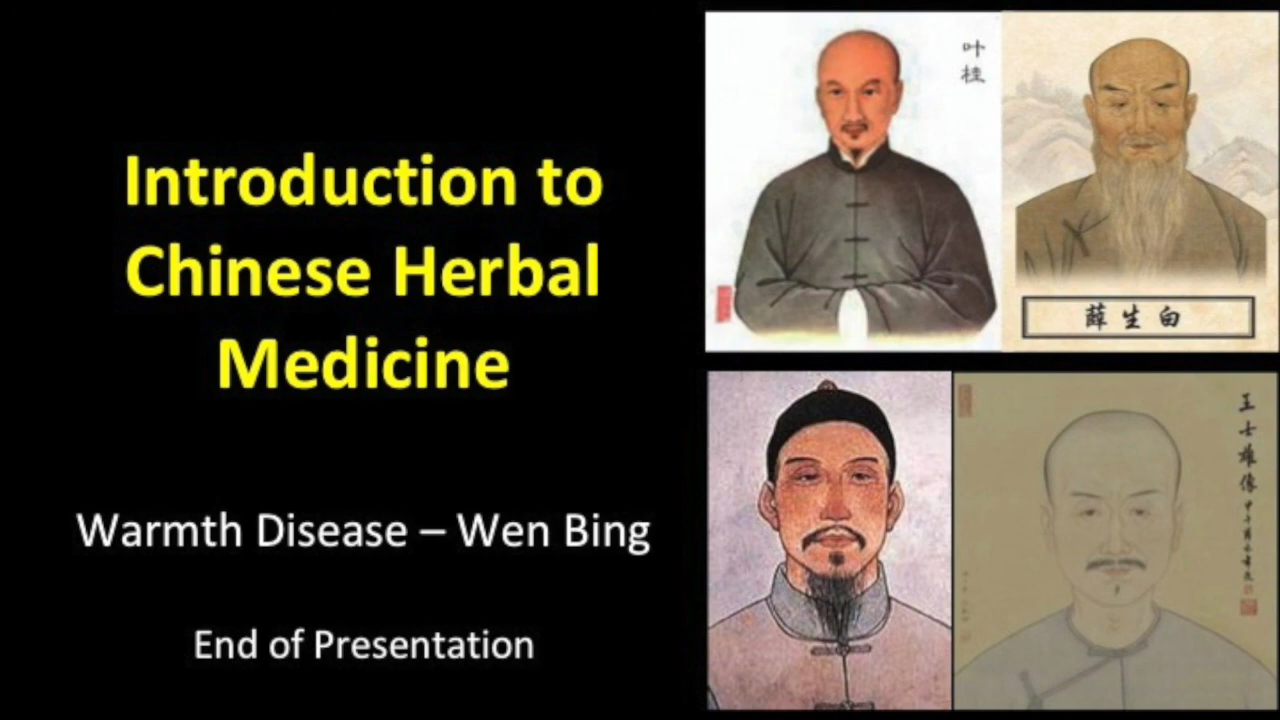 Introduction to
Chinese Herbal
Medicine
Warmth Disease – Wen Bing
End of Presentation
叶
桂
薛生白
王士雄像